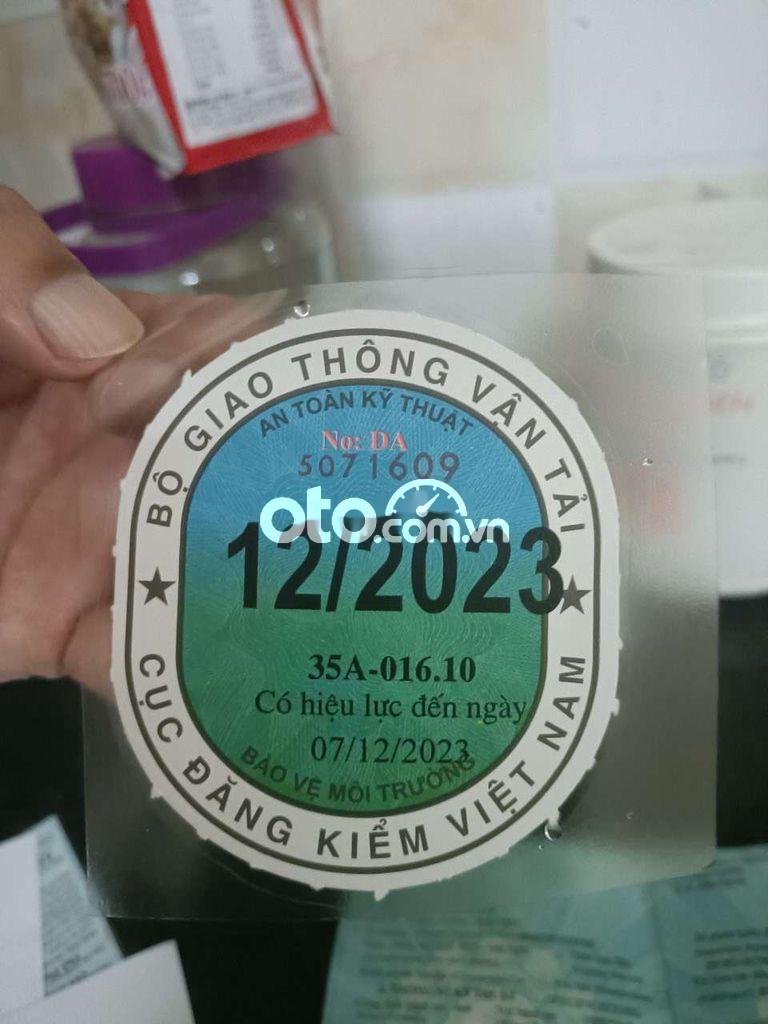 BỘ GIAO THÔNG VẬN TẢI
AN TOÀN KỸ THUẬT
No: DA
5071609
oto.com.vn
12/2023
35A-016.10
Có hiệu lực đến ngày
07/12/2023
BẢO VỆ MÔI TRƯỜNG
CỤC ĐĂNG KIỂM VIỆT NAM